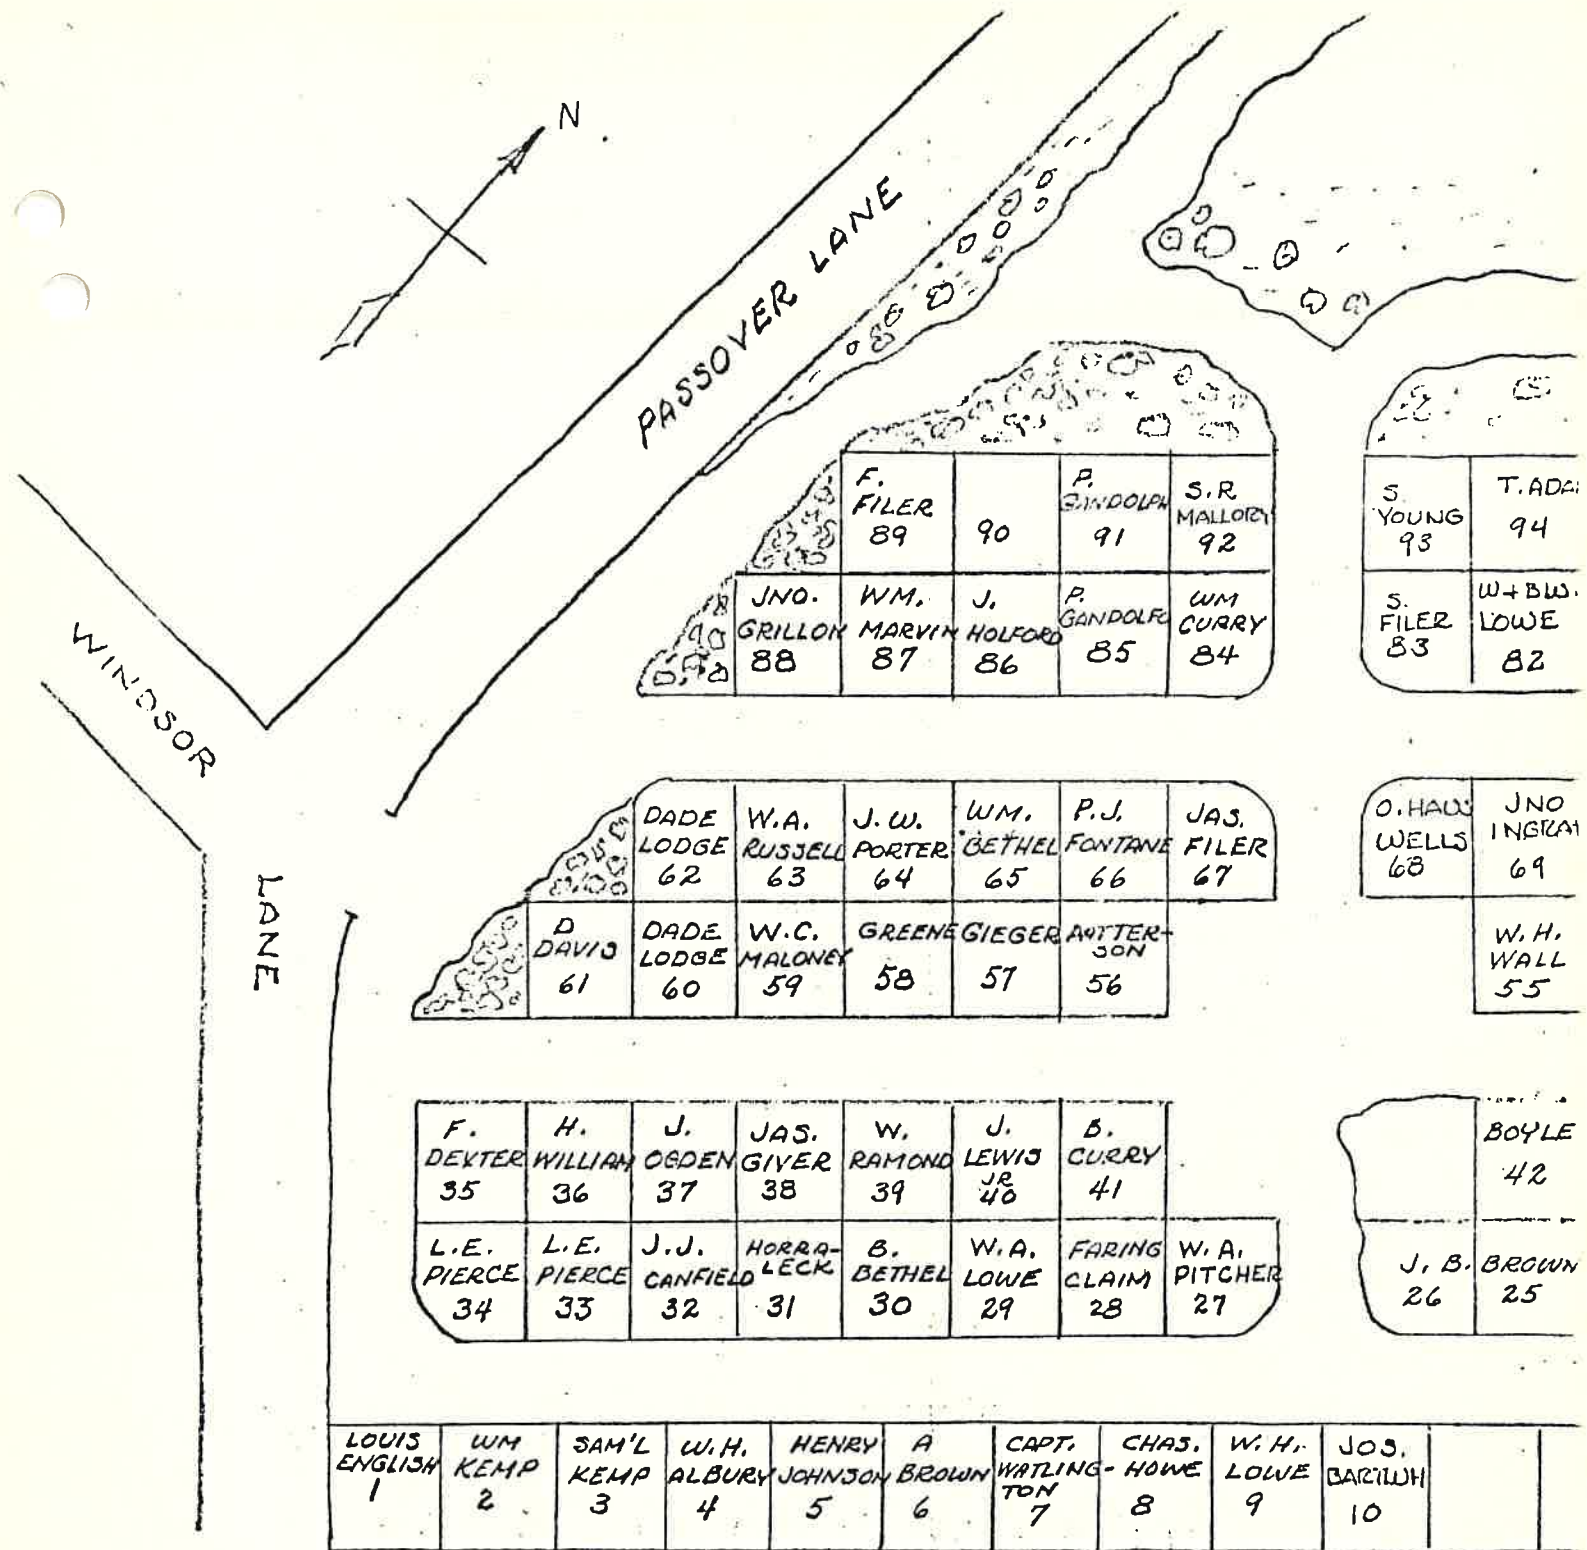 N
PASSOVER LANE
WINDSOR
LANE
F.
FILER
89
90
P.
91
S.R
MALLORY
92
S.
YOUNG
93
T. ADA
94
JNO.
GRILLON
88
WM.
MARVIN
87
J.
HOLFORD
86
P.
GANDOLFO
85
WM
CURRY
84
S.
FILER
83
W+BW.
LOWE
82
DADE
LODGE
62
W.A.
RUSSELL
63
J.W.
PORTER
64
WM.
BETHEL
65
P.J.
FONTANE
66
JAS.
FILER
67
O.
WELLS
68
JNO
INGRA
69
D
DAVIS
61
DADE
LODGE
60
W.C.
MALONEY
59
GREENE
58
GIEGER
57
SON
56
W.H.
WALL
55
F.
DEXTER
35
H.
WILLIAM
36
J.
OGDEN
37
JAS.
GIVER
38
W.
RAMOND
39
J.
LEWIS
JR
40
B.
CURRY
41
BOYLE
42
L.E.
PIERCE
34
L.E.
PIERCE
33
J.J.
CANFIELD
32
HORRA-
LECK
31
B.
BETHEL
30
W.A.
LOWE
29
FARING
CLAIM
28
W.A.
PITCHER
27
J. B.
26
BROWN
25
LOUIS
ENGLISH
1
WM
KEMP
2
SAM'L
KEMP
3
W.H.
ALBURY
4
HENRY
JOHNSON
5
A
BROWN
6
CAPT.
WATLING-
TON
7
CHAS.
HOWE
8
W.H.
LOWE
9
JOS.
10